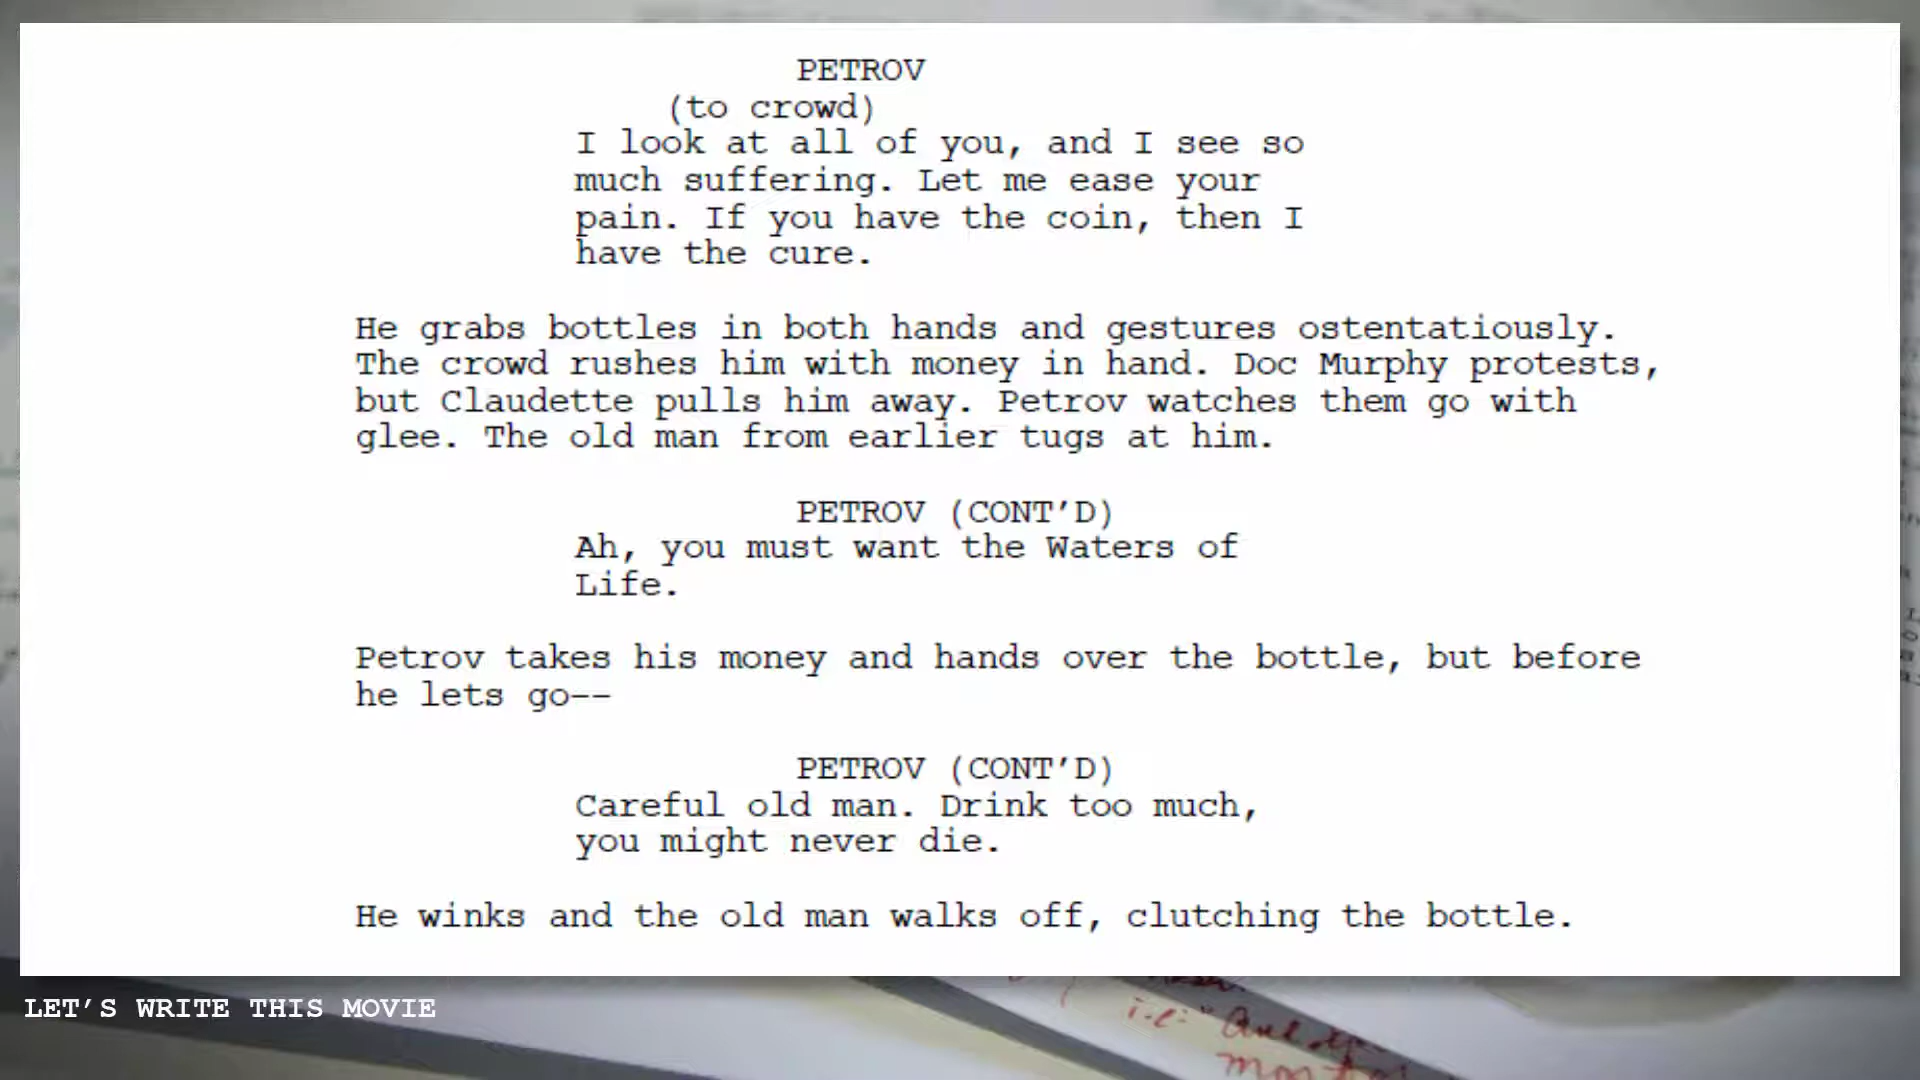 PETROV
(to crowd)
I look at all of you, and I see so
much suffering. Let me ease your
pain. If you have the coin, then I
have the cure.
He grabs bottles in both hands and gestures ostentatiously.
The crowd rushes him with money in hand. Doc Murphy protests,
but Claudette pulls him away. Petrov watches them go with
glee. The old man from earlier tugs at him.
PETROV (CONT'D)
Ah, you must want the Waters of
Life.
Petrov takes his money and hands over the bottle, but before
he lets go--
PETROV (CONT'D)
Careful old man. Drink too much,
you might never die.
He winks and the old man walks off, clutching the bottle.
LET'S WRITE THIS MOVIE